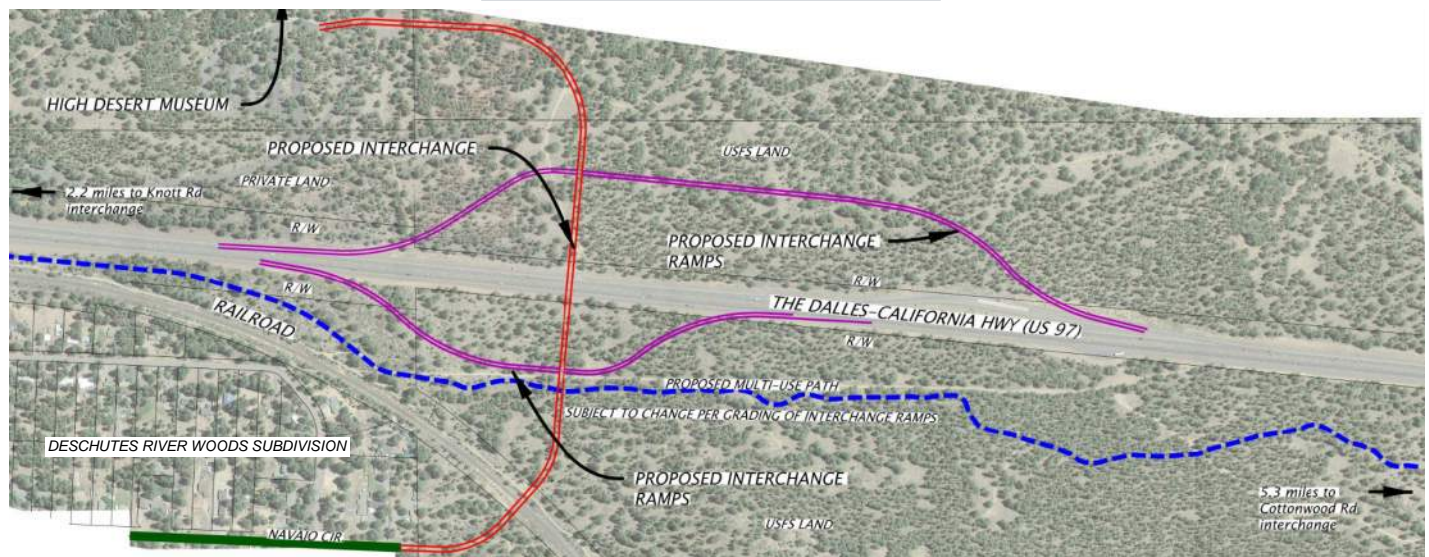 HIGH DESERT MUSEUM
PROPOSED INTERCHANGE
USFS LAND
PRIVATE LAND
2.2 miles to Knott Rd
interchange
R/W
PROPOSED INTERCHANGE
RAMPS
R/W
R/W
RAILROAD
THE DALLES-CALIFORNIA HWY (US 97)
R/W
PROPOSED MULTI-USE PATH
SUBJECT TO CHANGE PER GRADING OF INTERCHANGE RAMPS
DESCHUTES RIVER WOODS SUBDIVISION
PROPOSED INTERCHANGE
RAMPS
5.3 miles to
Cottonwood Rd
interchange
USFS LAND
NAVAJO CIR